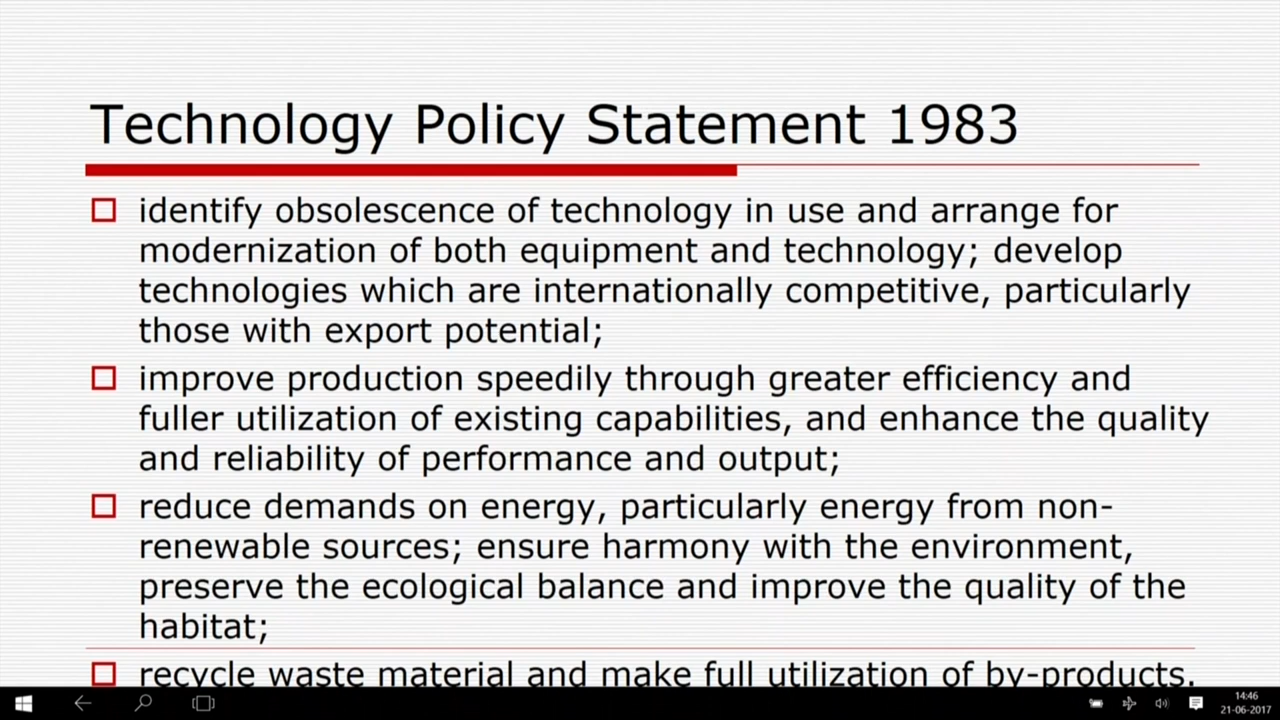 Technology Policy Statement 1983
identify obsolescence of technology in use and arrange for
modernization of both equipment and technology; develop
technologies which are internationally competitive, particularly
those with export potential;
improve production speedily through greater efficiency and
fuller utilization of existing capabilities, and enhance the quality
and reliability of performance and output;
reduce demands on energy, particularly energy from non-
renewable sources; ensure harmony with the environment,
preserve the ecological balance and improve the quality of the
habitat;
recycle waste material and make full utilization of by-products.
14:46
21-06-2017